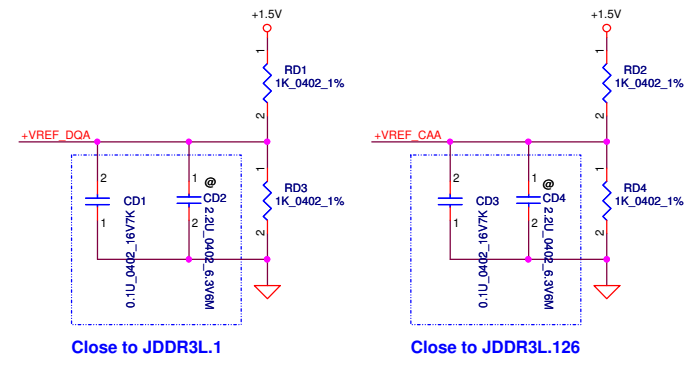 +1.5V
1
RD1
1K_0402_1%
2
+VREF_DQA
2
CD1
1
0.1U_0402_16V7K
1
@
CD2
2
2.2U_0402_6.3V6M
1
RD3
1K_0402_1%
2
Close to JDDR3L.1
+1.5V
1
RD2
1K_0402_1%
2
+VREF_CAA
2
CD3
1
0.1U_0402_16V7K
1
@
CD4
2
2.2U_0402_6.3V6M
1
RD4
1K_0402_1%
2
Close to JDDR3L.126